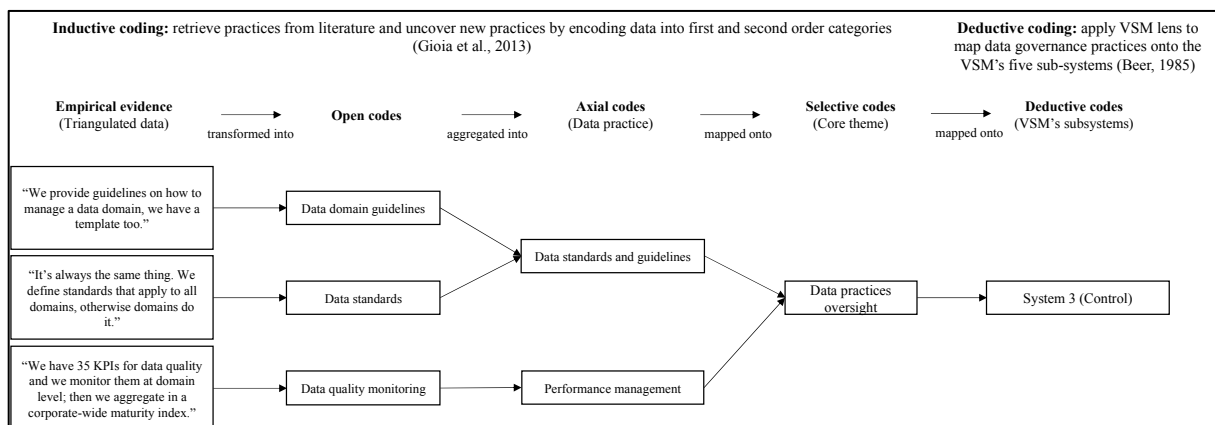 Inductive coding: retrieve practices from literature and uncover new practices by encoding data into first and second order categories
(Gioia et al., 2013)
Deductive coding: apply VSM lens to
map data governance practices onto the
VSM's five sub-systems (Beer, 1985)
Empirical evidence
(Triangulated data)
transformed into
Open codes
aggregated into
Axial codes
(Data practice)
mapped onto
Selective codes
(Core theme)
mapped onto
Deductive codes
(VSM's subsystems)
“We provide guidelines on how to
manage a data domain, we have a
template too.”
Data domain guidelines
Data standards and guidelines
“It's always the same thing. We
define standards that apply to all
domains, otherwise domains do
it.”
Data standards
Data practices
oversight
System 3 (Control)
“We have 35 KPIs for data quality
and we monitor them at domain
level; then we aggregate in a
corporate-wide maturity index.”
Data quality monitoring
Performance management